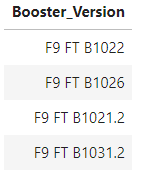 Booster_Version
F9 FT B1022
F9 FT B1026
F9 FT B1021.2
F9 FT B1031.2